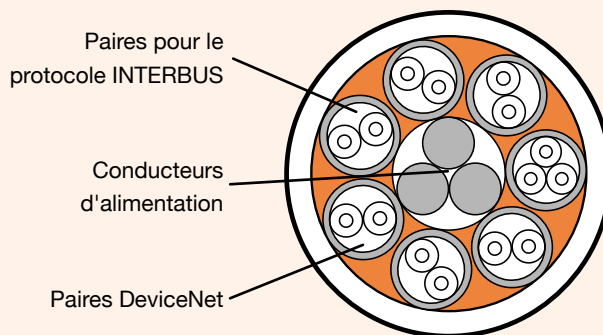 Paires pour le
protocole INTERBUS
Conducteurs
d'alimentation
Paires DeviceNet